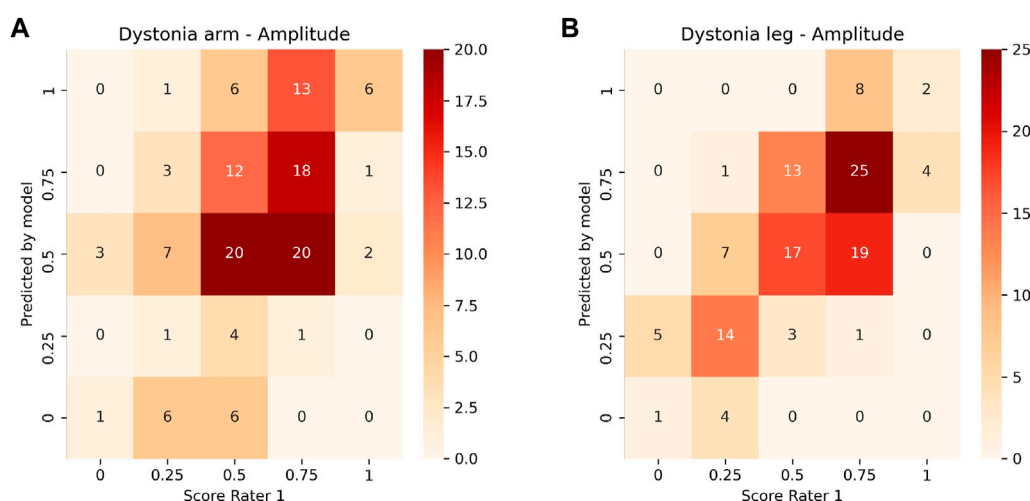 A
Dystonia arm - Amplitude
Predicted by model
1
0 1 6 13 6
0.75
0 3 12 18 1
0.5
3 7 20 20 2
0.25
0 1 4 1 0
0
1 6 6 0 0
0 0.25 0.5 0.75 1
Score Rater 1
20.0
17.5
15.0
12.5
10.0
7.5
5.0
2.5
0.0
B
Dystonia leg - Amplitude
Predicted by model
1
0 0 0 8 2
0.75
0 1 13 25 4
0.5
0 7 17 19 0
0.25
5 14 3 1 0
0
1 4 0 0 0
0 0.25 0.5 0.75 1
Score Rater 1
25
20
15
10
5
0